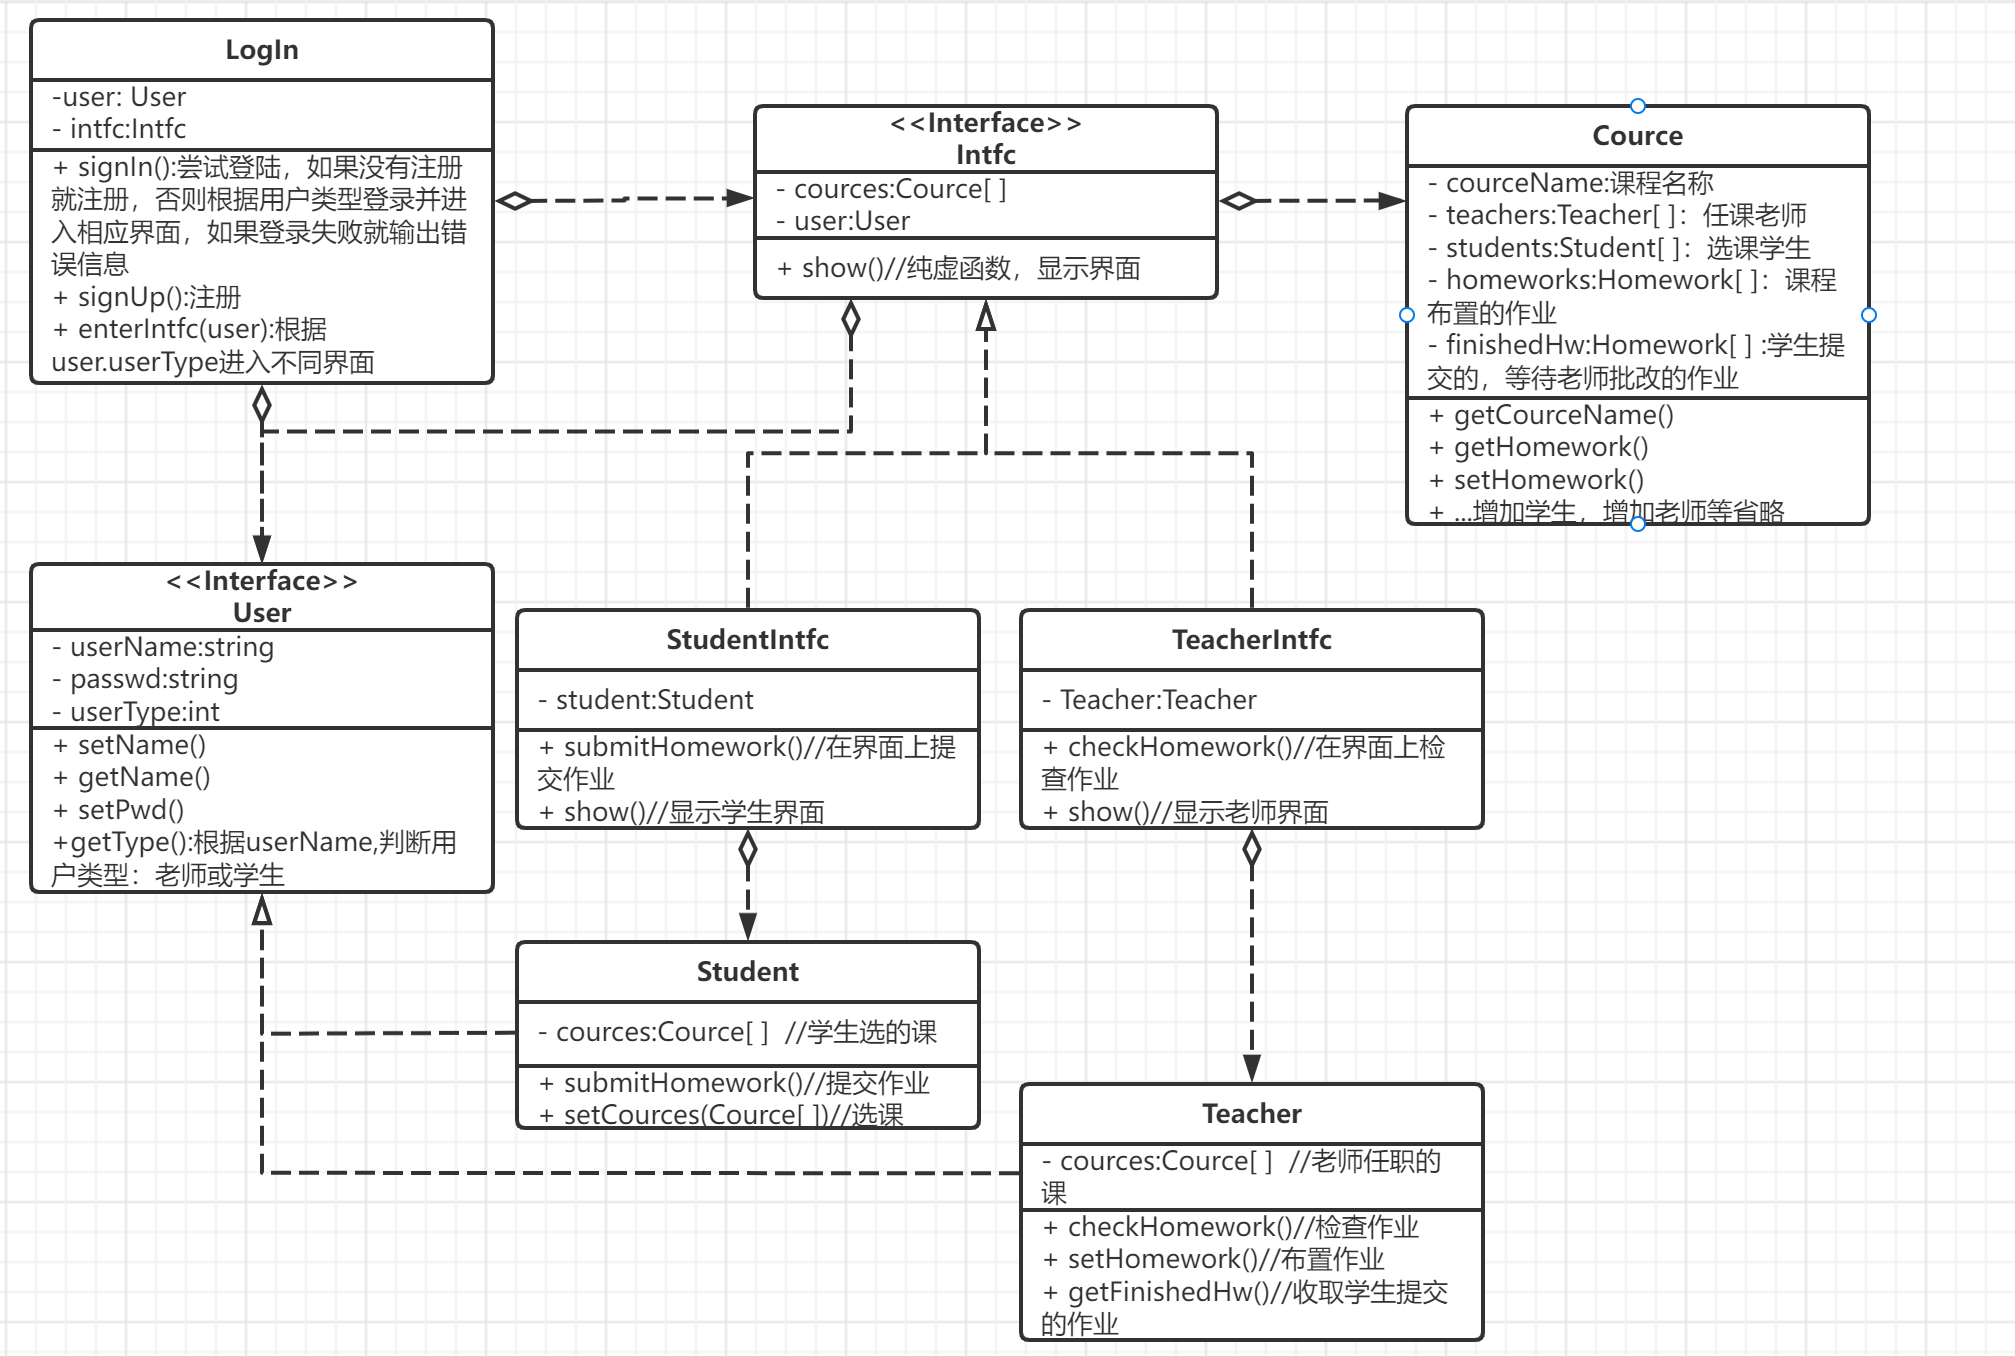 LogIn
-user: User
- intfc:Intfc
+ signIn():尝试登陆，如果没有注册
就注册，否则根据用户类型登录并进
入相应界面，如果登录失败就输出错
误信息
+ signUp():注册
+ enterIntfc(user):根据
user.userType进入不同界面
<<Interface>>
Intfc
- cources:Cource[ ]
- user:User
+ show()//纯虚函数，显示界面
Cource
- courceName:课程名称
- teachers:Teacher[ ]：任课老师
- students:Student[ ]：选课学生
- homeworks:Homework[ ]：课程
布置的作业
- finishedHw:Homework[ ] :学生提
交的，等待老师批改的作业
+ getCourceName()
+ getHomework()
+ setHomework()
+ ...增加学生，增加老师等省略
<<Interface>>
User
- userName:string
- passwd:string
- userType:int
+ setName()
+ getName()
+ setPwd()
+getType():根据userName,判断用
户类型：老师或学生
StudentIntfc
- student:Student
+ submitHomework()//在界面上提
交作业
+ show()//显示学生界面
TeacherIntfc
- Teacher:Teacher
+ checkHomework()//在界面上检
查作业
+ show()//显示老师界面
Student
- cources:Cource[ ]  //学生选的课
+ submitHomework()//提交作业
+ setCources(Cource[ ])//选课
Teacher
- cources:Cource[ ]  //老师任职的
课
+ checkHomework()//检查作业
+ setHomework()//布置作业
+ getFinishedHw()//收取学生提交
的作业